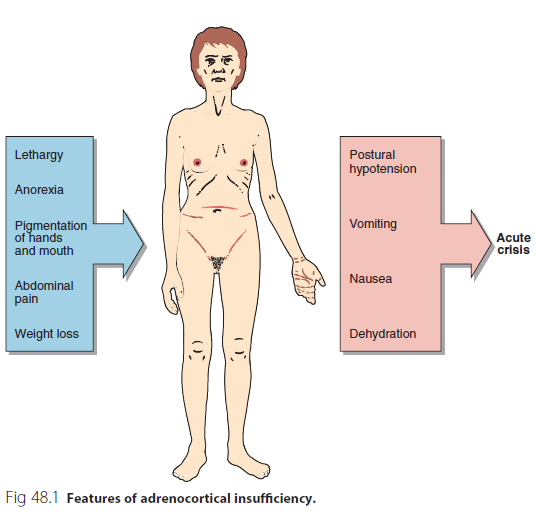 Lethargy
Anorexia
Pigmentation
of hands
and mouth
Abdominal
pain
Weight loss
Postural
hypotension
Vomiting
Nausea
Dehydration
Acute
crisis
Fig 48.1 Features of adrenocortical insufficiency.